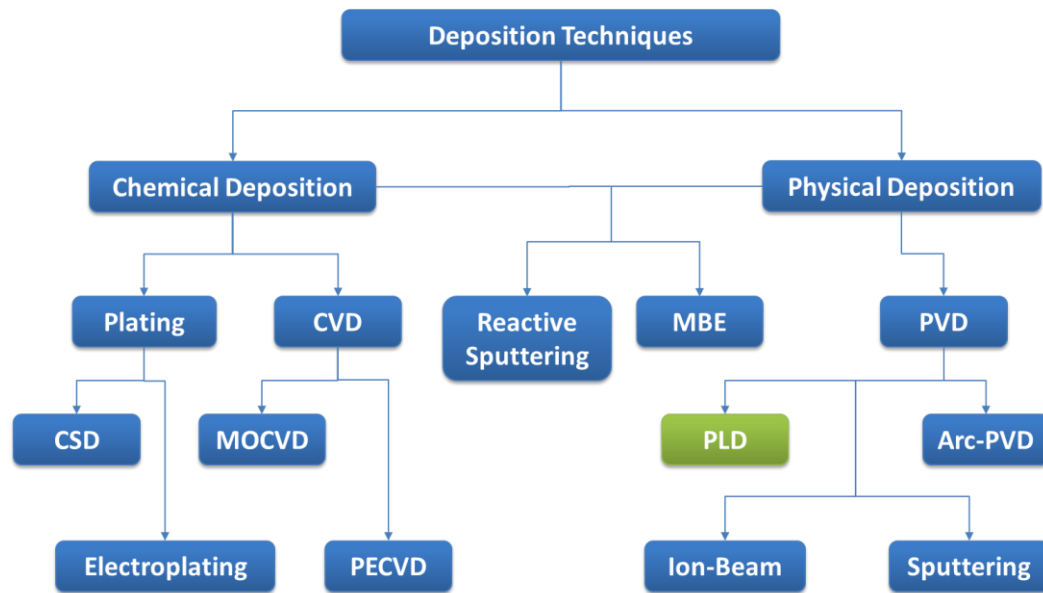 Deposition Techniques
Chemical Deposition
Physical Deposition
Plating
CVD
Reactive
Sputtering
MBE
PVD
CSD
MOCVD
PLD
Arc-PVD
Electroplating
PECVD
Ion-Beam
Sputtering